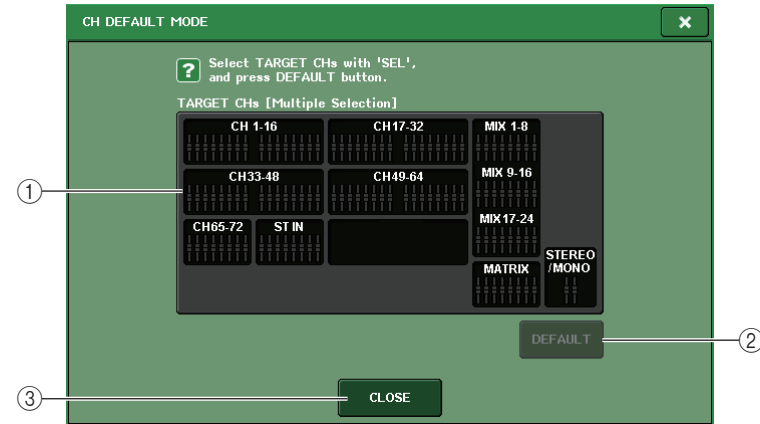 CH DEFAULT MODE
×
? Select TARGET CHs with 'SEL',
and press DEFAULT button.
TARGET CHs [Multiple Selection]
CH 1-16 CH17-32 MIX 1-8
① CH33-48 CH49-64 MIX 9-16
CH65-72 ST IN MIX17-24
MATRIX STEREO
/MONO
DEFAULT ②
③ CLOSE